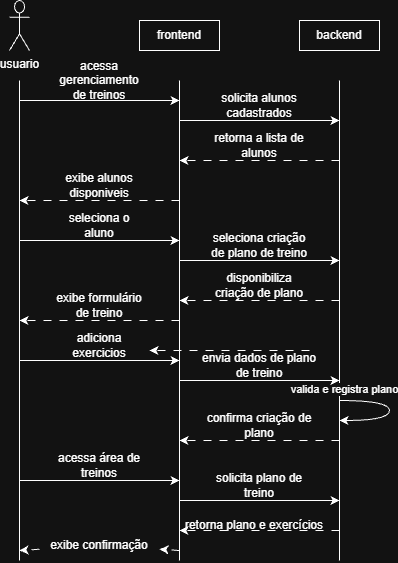 usuario
frontend
backend
acessa
gerenciamento
de treinos
solicita alunos
cadastrados
retorna a lista de
alunos
exibe alunos
disponiveis
seleciona o
aluno
seleciona criação
de plano de treino
disponibiliza
criação de plano
exibe formulário
de treino
adiciona
exercicios
envia dados de plano
de treino
valida e registra plano
confirma criação de
plano
acessa área de
treinos
solicita plano de
treino
retorna plano e exercícios
exibe confirmação